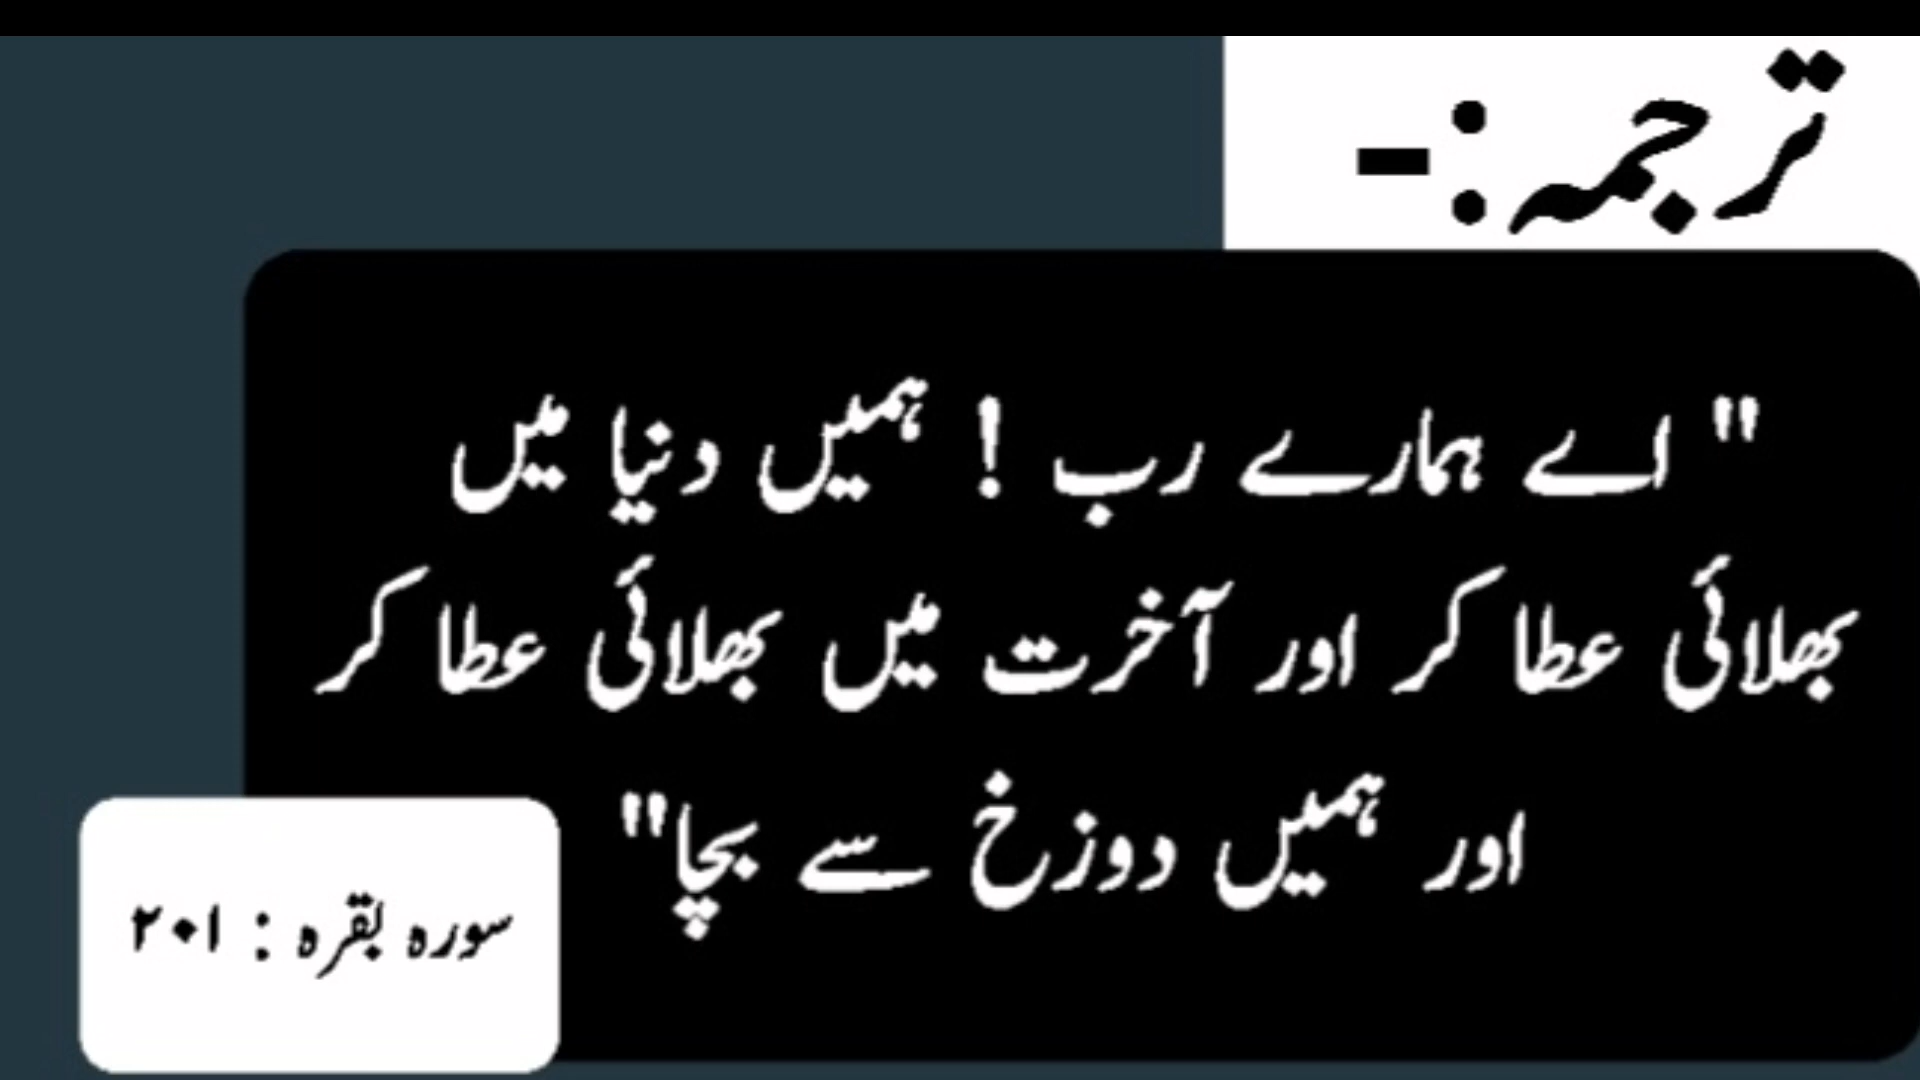 ترجمہ:-
" اے ہمارے رب ! ہمیں دنیا میں
بھلائی عطا کر اور آخرت میں بھلائی عطا کر
اور ہمیں دوزخ سے بچا"
سورہ بقرہ : ۲۰۱